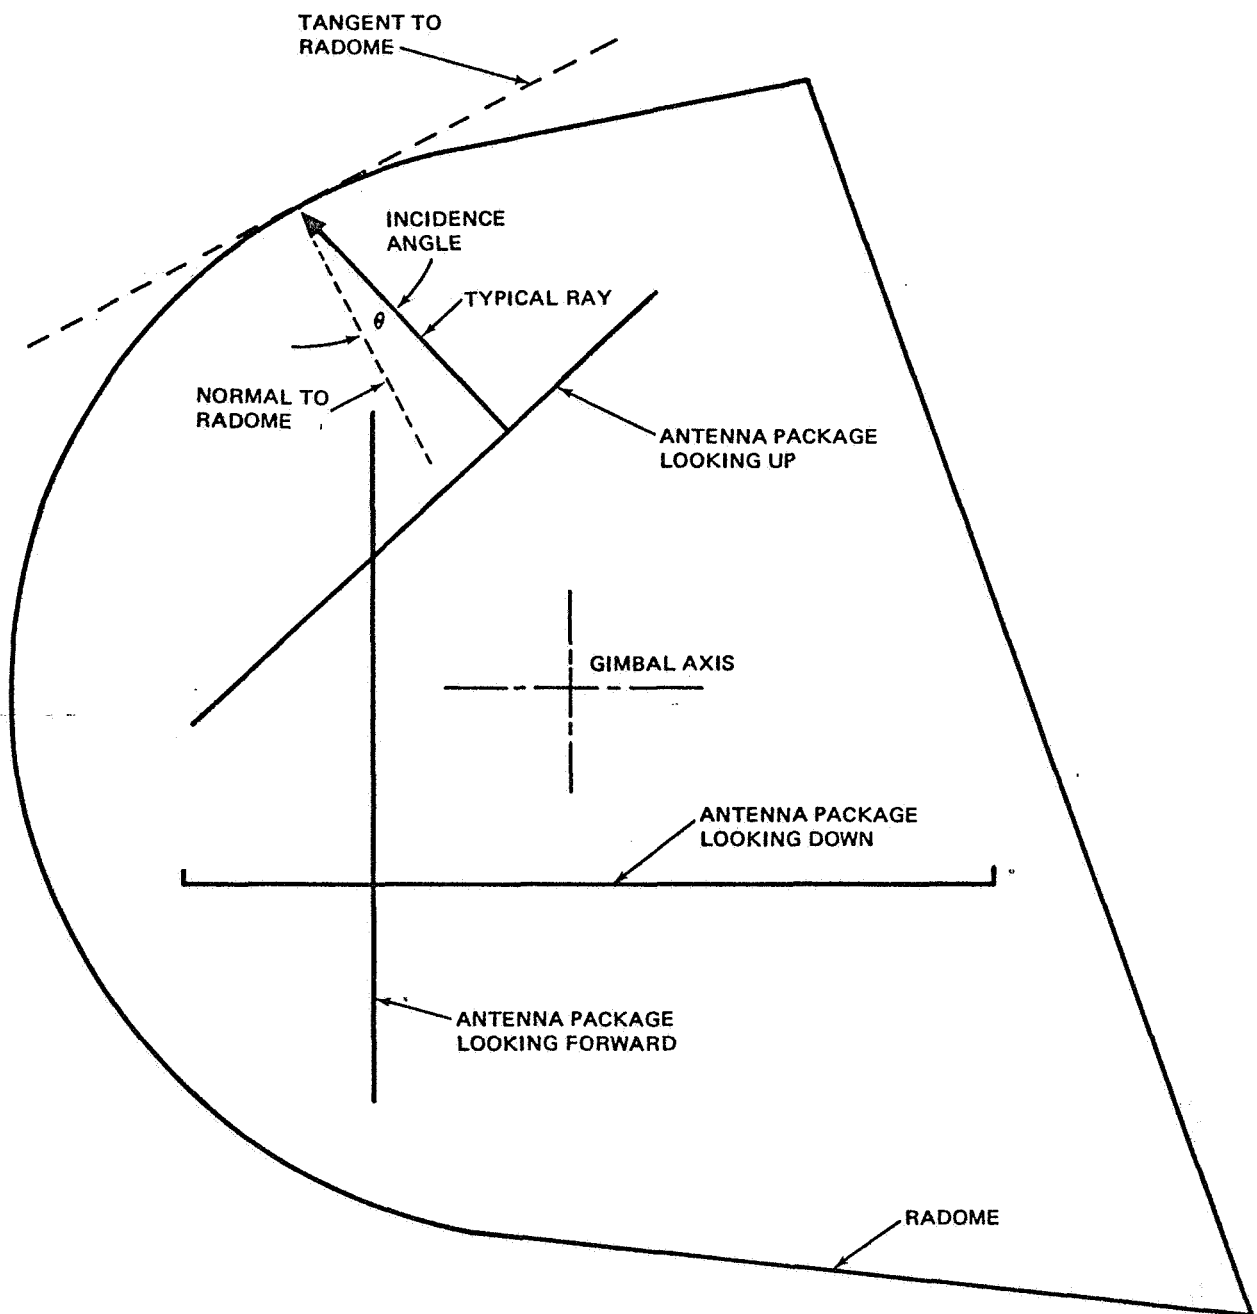 TANGENT TO
RADOME
INCIDENCE
ANGLE
TYPICAL RAY
θ
NORMAL TO
RADOME
ANTENNA PACKAGE
LOOKING UP
GIMBAL AXIS
ANTENNA PACKAGE
LOOKING DOWN
ANTENNA PACKAGE
LOOKING FORWARD
RADOME